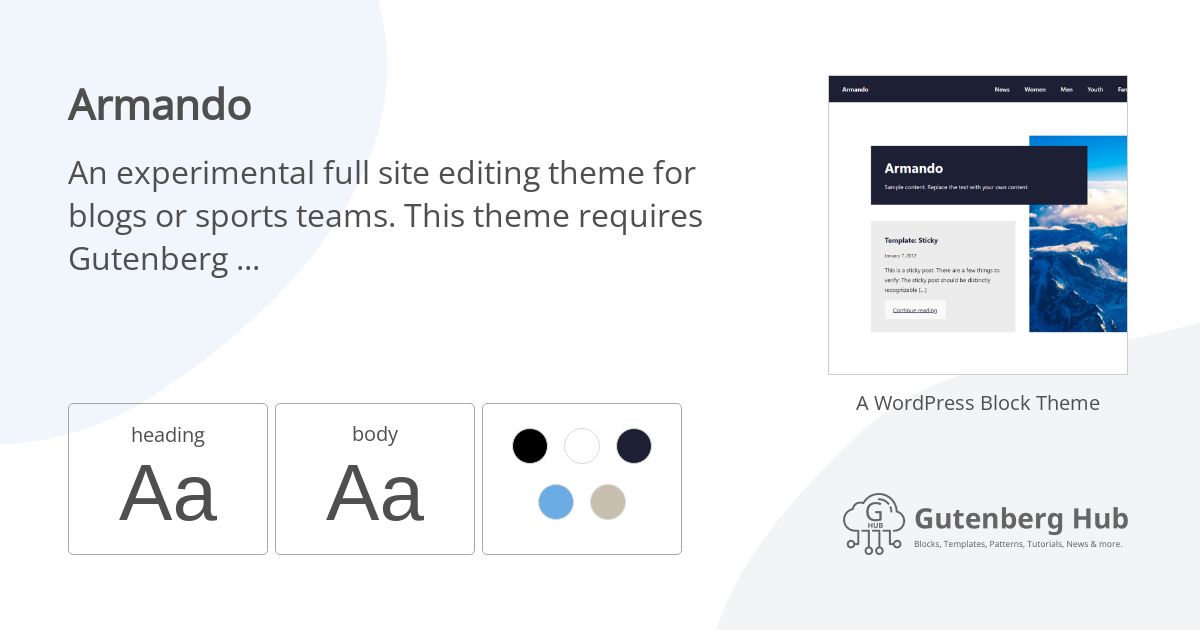 Armando
An experimental full site editing theme for
blogs or sports teams. This theme requires
Gutenberg ...
heading
Aa
body
Aa
Armando
News Women Men Youth Fan
Armando
Sample content. Replace the text with your own content.
Template: Sticky
January 7, 2012
This is a sticky post. There are a few things to
verify: The sticky post should be distinctly
recognizable [...]
Continue reading
A WordPress Block Theme
G
HUB
Gutenberg Hub
Blocks, Templates, Patterns, Tutorials, News & more.